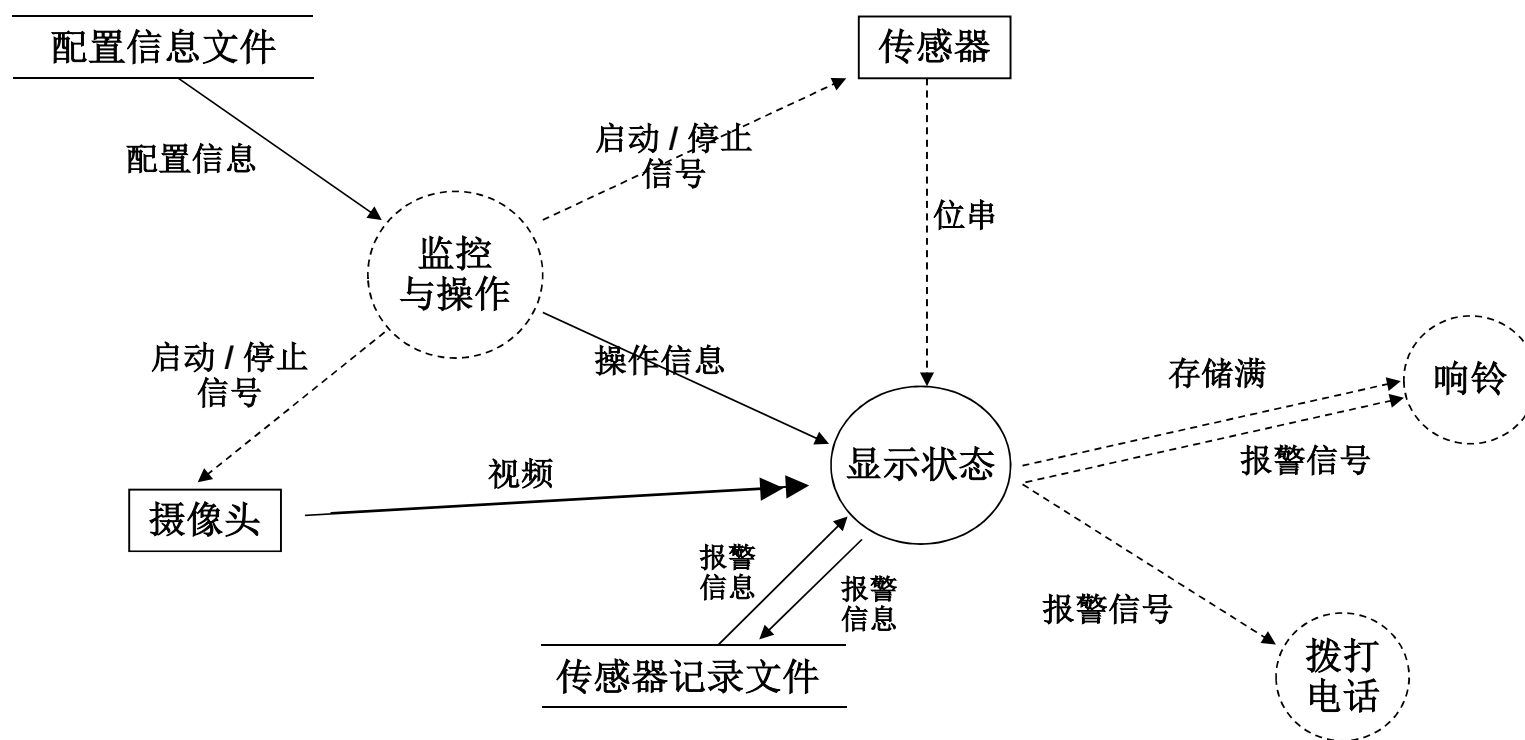 配置信息文件
传感器
启动 / 停止
信号
配置信息
位串
监控
与操作
启动 / 停止
信号
操作信息
存储满
响铃
报警信号
显示状态
视频
摄像头
报警
信息
报警
信息
报警信号
传感器记录文件
拨打
电话